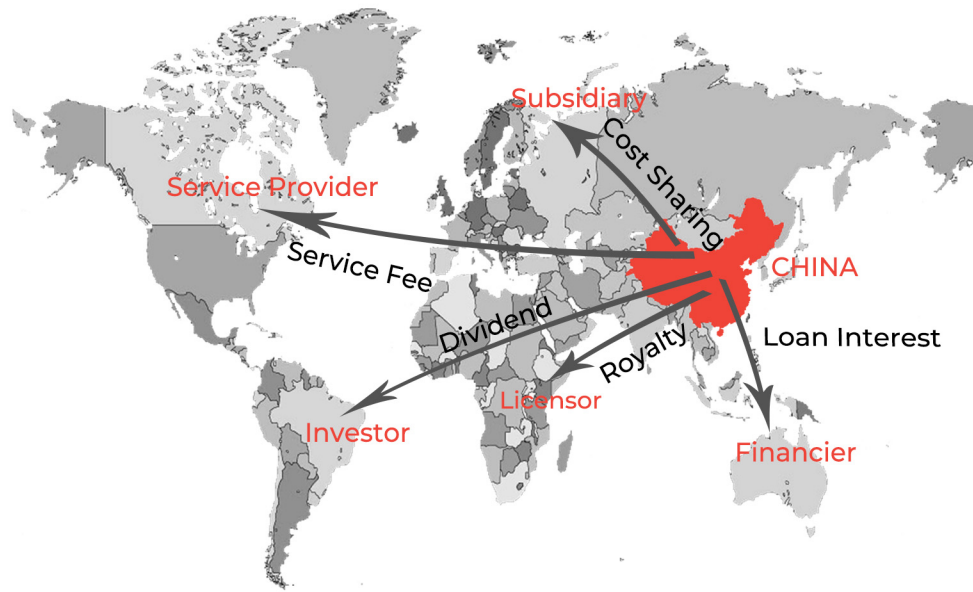 Subsidiary
Cost Sharing
Service Provider
Service Fee
CHINA
Dividend
Royalty
Loan Interest
Licensor
Investor
Financier